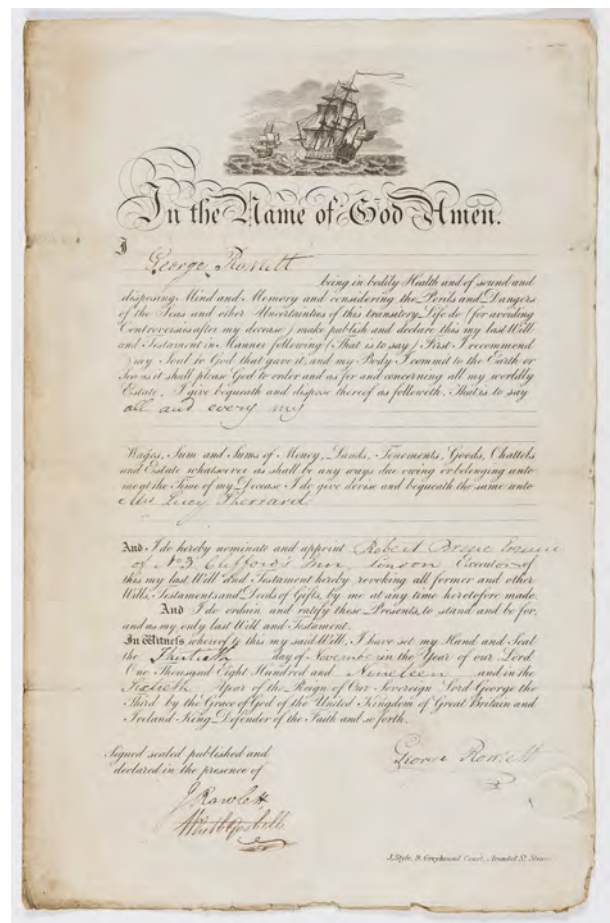 In the Name of God Amen.
I
George Rowlett
being in bodily Health and of sound and
disposing Mind and Memory and considering the Perils and Dangers
of the Seas and other Uncertainties of this transitory Life do (for avoiding
Controversies after my decease) make publish and declare this my last Will
and Testament in Manner following (that is to say) First I recommend
my Soul to God that gave it, and my Body I commit to the Earth or
Sea as it shall please God to order and as for and concerning all my worldly
Estate, I give bequeath and dispose thereof as followeth, that is to say
all and every my
Wages, Sum and Sums of Money, Lands, Tenements, Goods, Chattels
and Estate whatsoever as shall be any ways due owing or belonging unto
me at the Time of my Decease I do give devise and bequeath the same unto
Mrs Lucy Sherrard
And I do hereby nominate and appoint Robert
of No 3. Clifford's Inn, London Executor of
this my last Will and Testament hereby revoking all former and other
Wills, Testaments and Deeds of Gifts, by me at any time heretofore made.
And I do ordain and ratify these Presents, to stand and be for,
and as my only last Will and Testament.
In Witness whereof to this my said Will, I have set my Hand and Seal
the Thirtieth day of November in the Year of our Lord
One Thousand Eight Hundred and Nineteen and in the
Sixtieth Year of the Reign of Our Sovereign Lord George the
Third by the Grace of God of the United Kingdom of Great Britain and
Ireland King Defender of the Faith and so forth.
Signed sealed published and
declared in the presence of
George Rowlett
J Rowlett
J. Style, 9, Greyhound Court, Arundel St. Strand